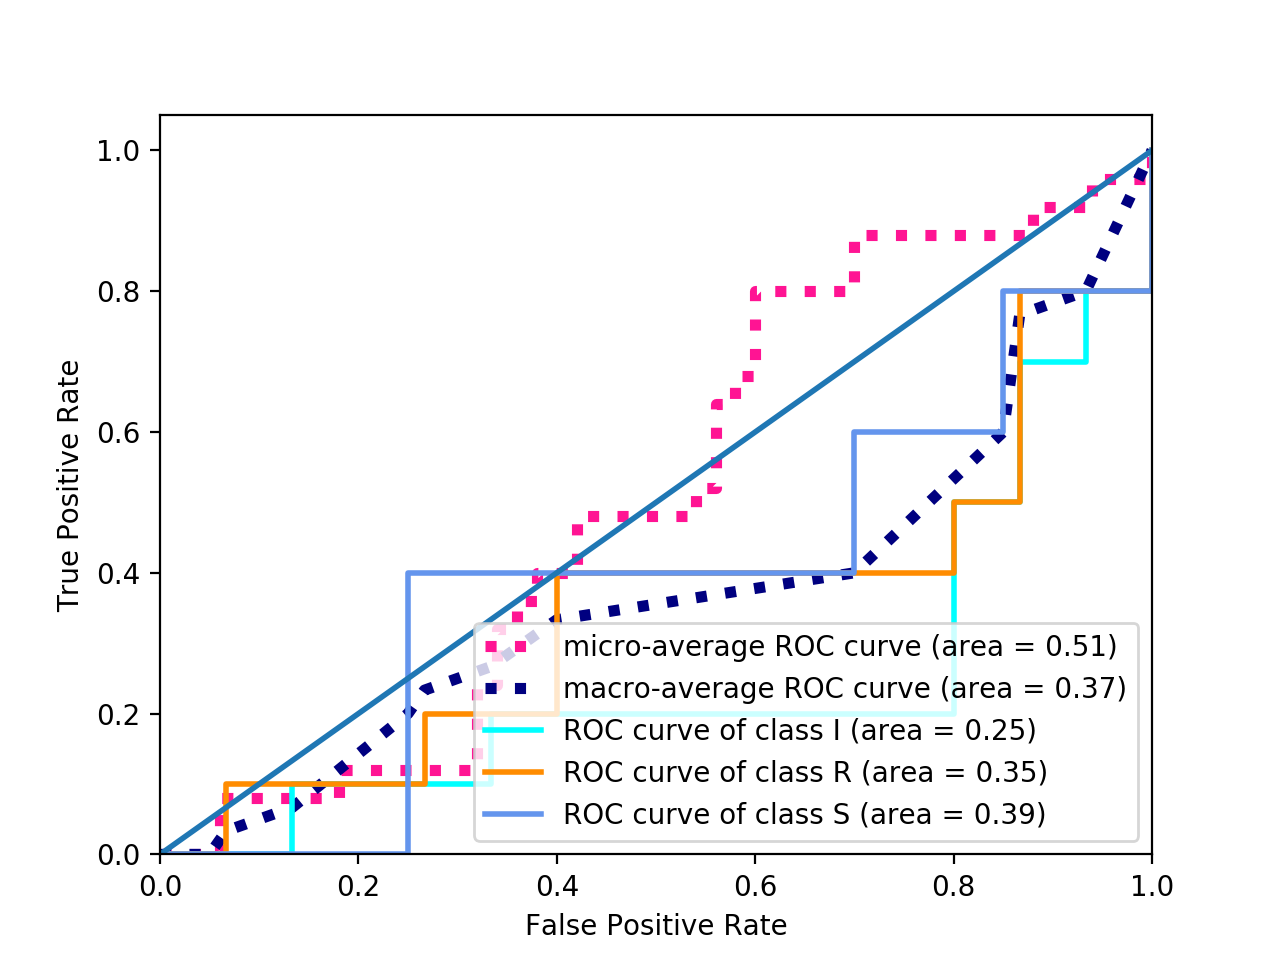 1.0
0.8
0.6
0.4
0.2
0.0
True Positive Rate
micro-average ROC curve (area = 0.51)
macro-average ROC curve (area = 0.37)
ROC curve of class I (area = 0.25)
ROC curve of class R (area = 0.35)
ROC curve of class S (area = 0.39)
0.0 0.2 0.4 0.6 0.8 1.0
False Positive Rate